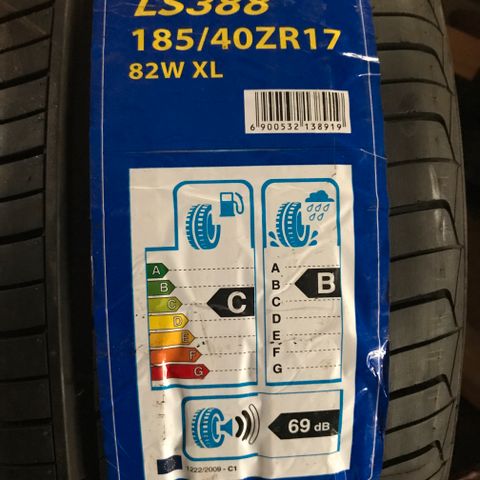 LS388
185/40ZR17
82W XL
6 900532 138919
A
B
C
D
E
F
G
C
A
B
C
D
E
F
G
B
69 dB
1222/2009 - C1